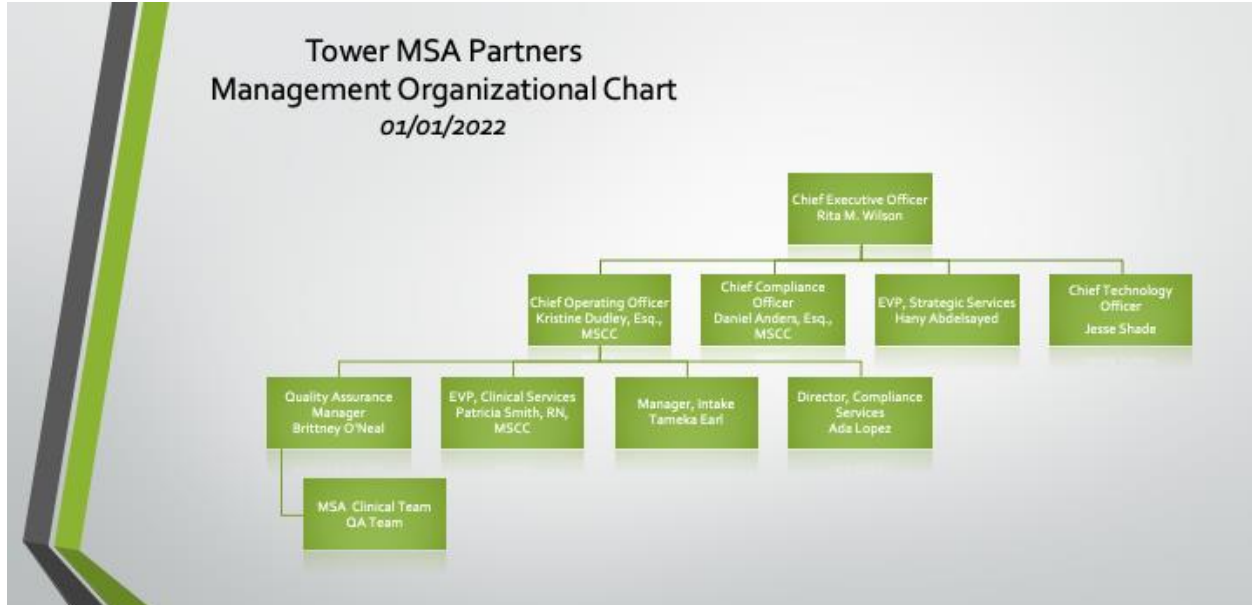 Tower MSA Partners
Management Organizational Chart
01/01/2022
Chief Executive Officer
Rita M. Wilson
Chief Operating Officer
Kristine Dudley, Esq.,
MSCC
Chief Compliance
Officer
Daniel Anders, Esq.,
MSCC
EVP, Strategic Services
Hany Abdelsayed
Chief Technology
Officer
Jesse Shade
Quality Assurance
Manager
Brittney O'Neal
EVP, Clinical Services
Patricia Smith, RN,
MSCC
Manager, Intake
Tameka Earl
Director, Compliance
Services
Ada Lopez
MSA Clinical Team
QA Team